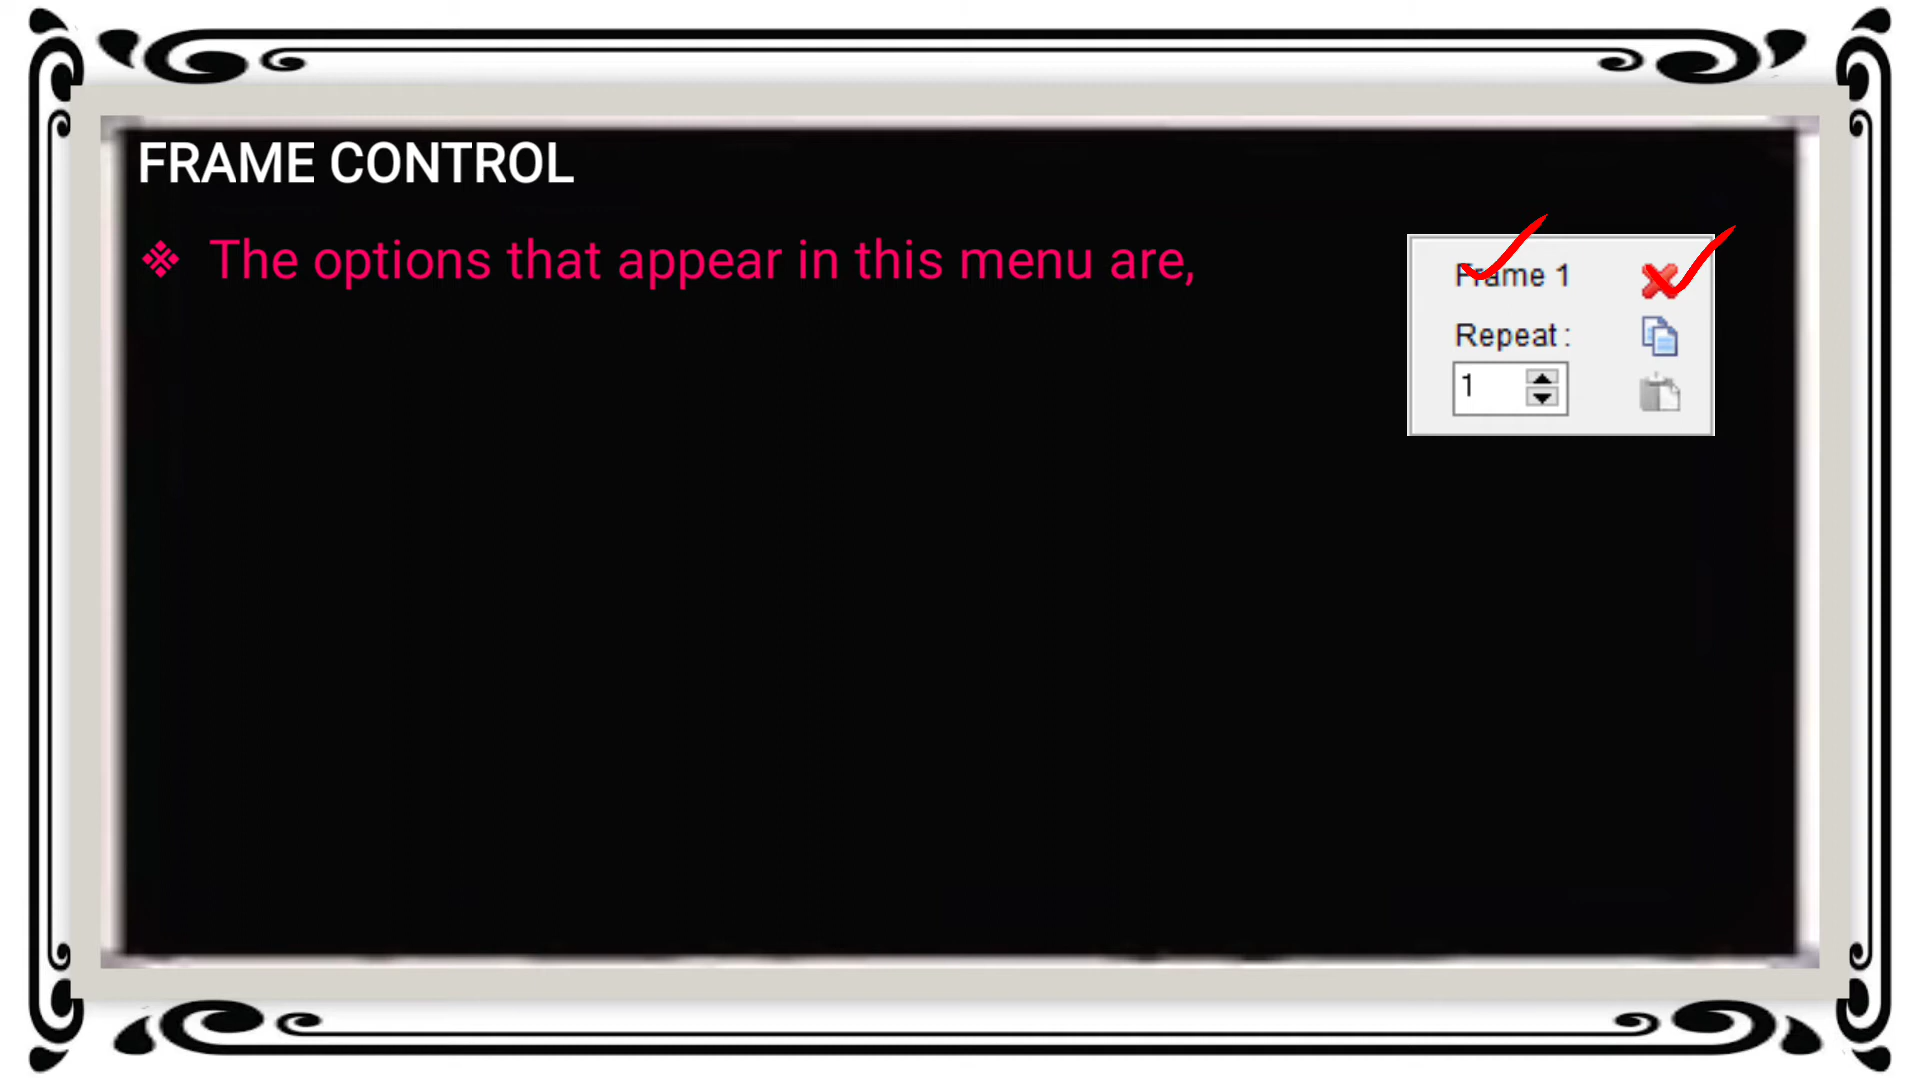 FRAME CONTROL
❖ The options that appear in this menu are,
Frame 1
Repeat :
1